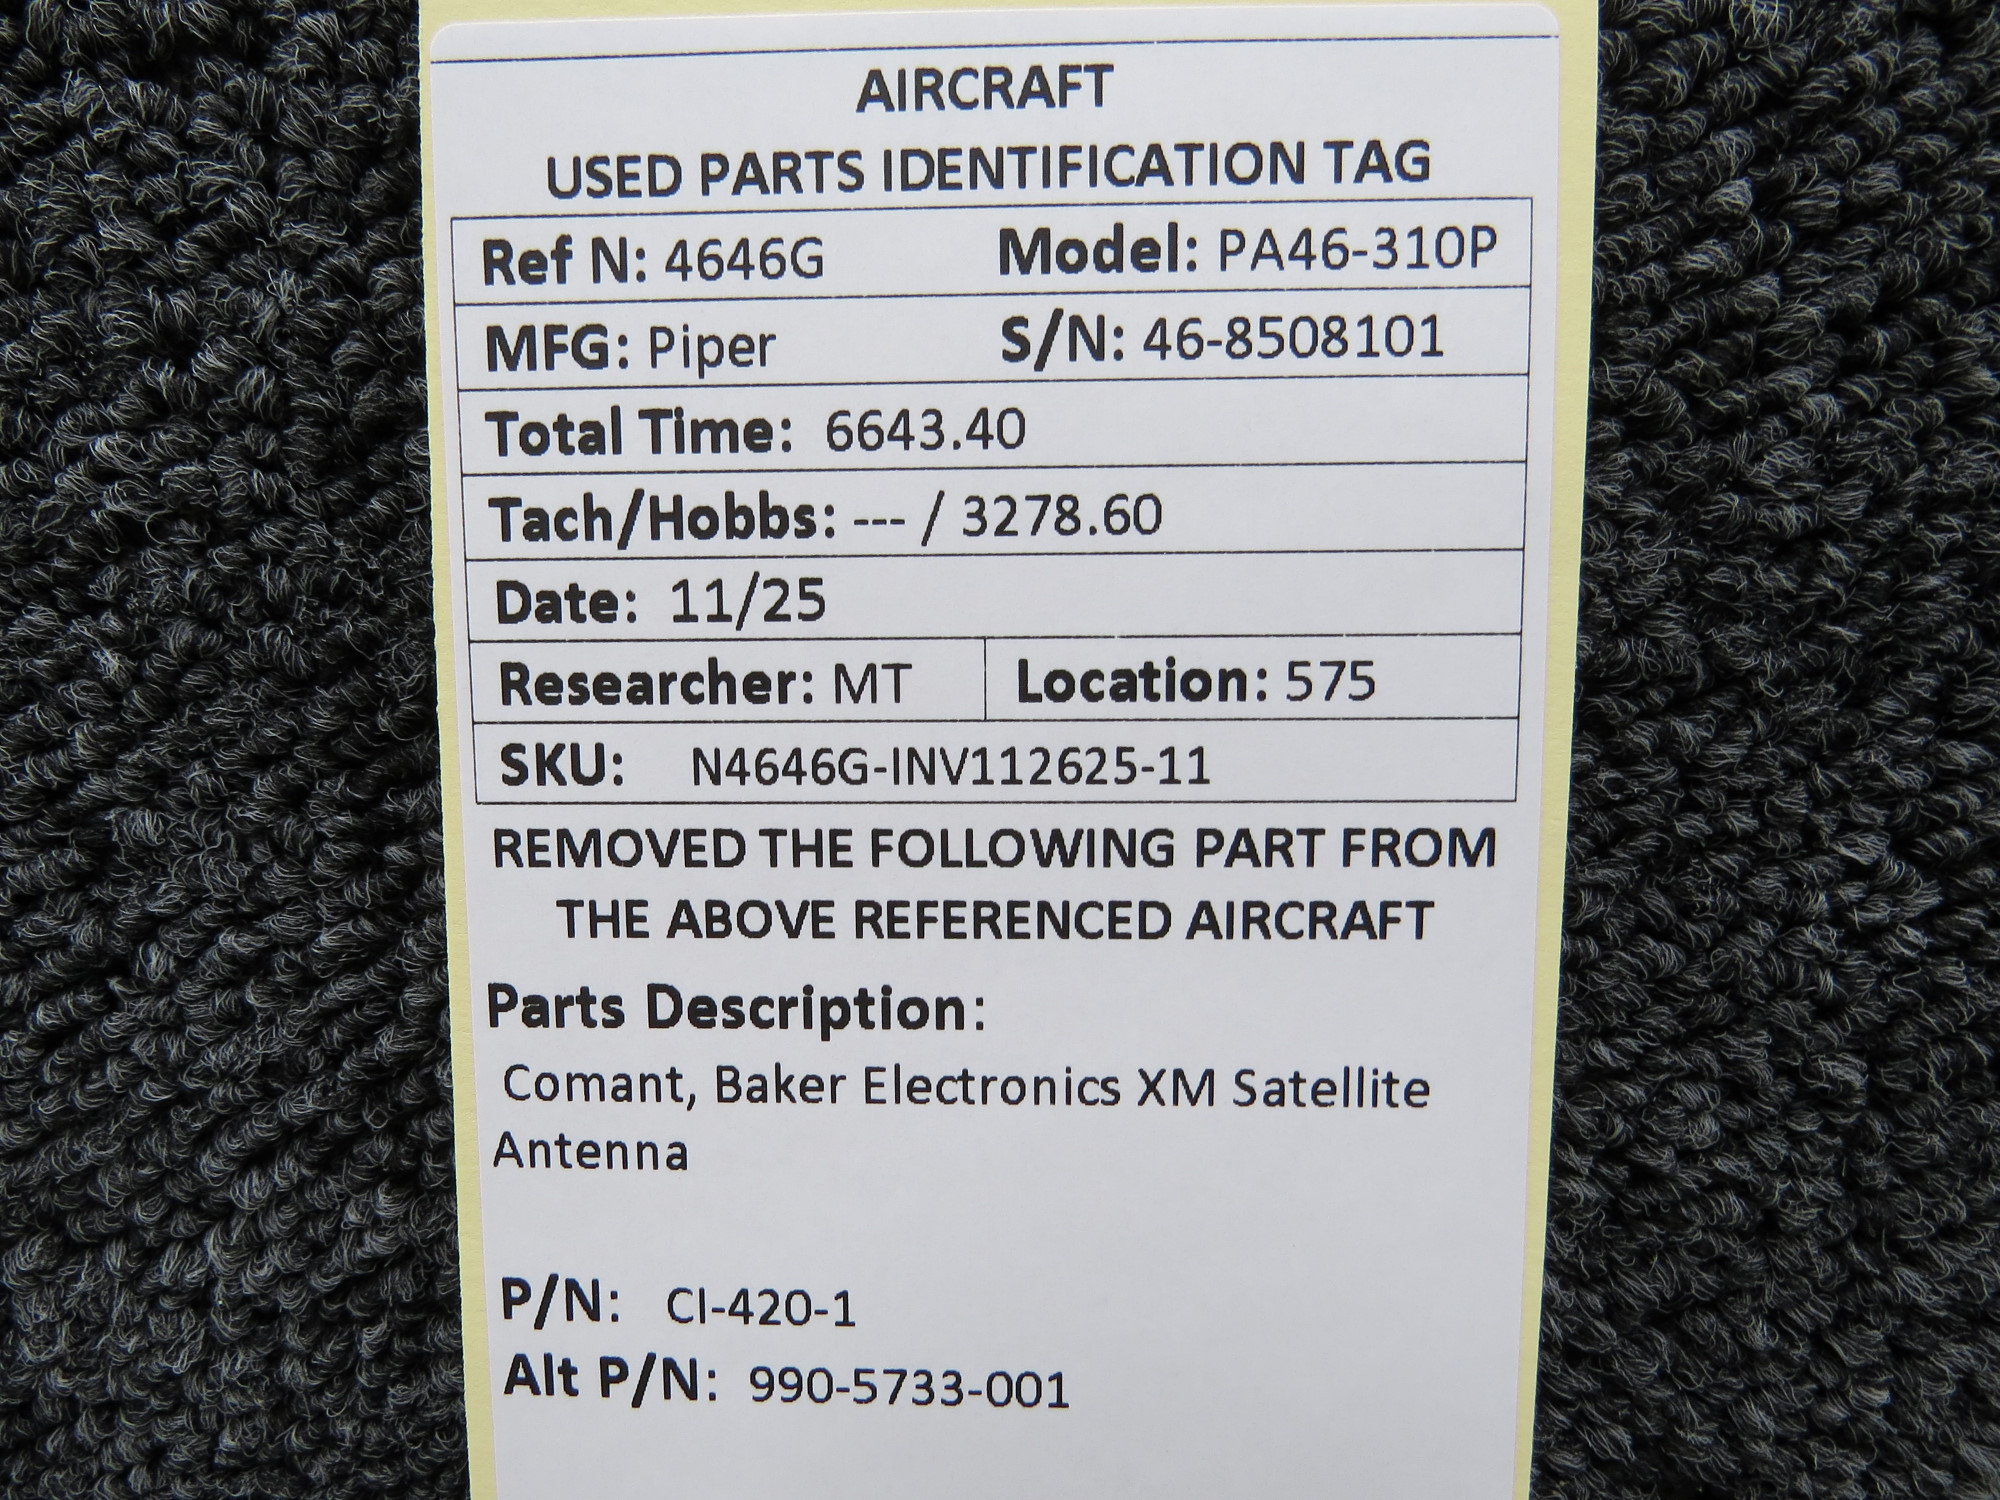 AIRCRAFT
USED PARTS IDENTIFICATION TAG
Ref N: 4646G Model: PA46-310P
MFG: Piper S/N: 46-8508101
Total Time: 6643.40
Tach/Hobbs: --- / 3278.60
Date: 11/25
Researcher: MT Location: 575
SKU: N4646G-INV112625-11
REMOVED THE FOLLOWING PART FROM
THE ABOVE REFERENCED AIRCRAFT
Parts Description:
Comant, Baker Electronics XM Satellite
Antenna
P/N: CI-420-1
Alt P/N: 990-5733-001